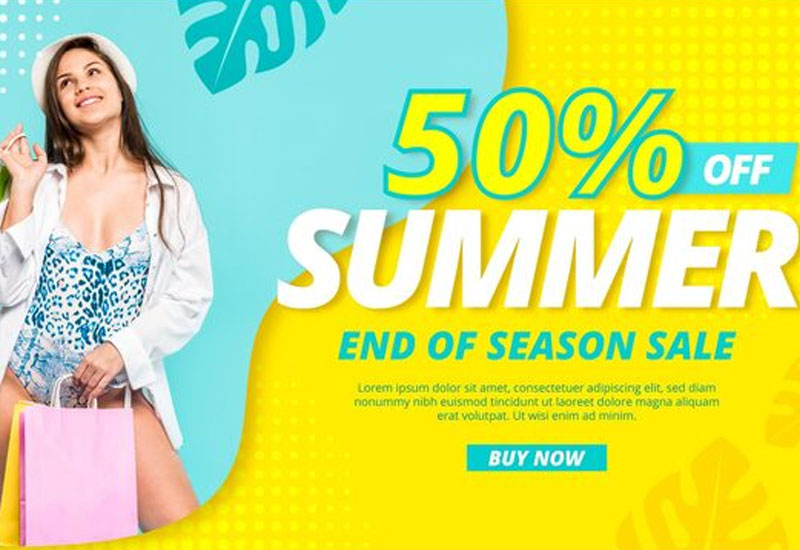 50% OFF
SUMMER
END OF SEASON SALE
Lorem ipsum dolor sit amet, consectetuer adipiscing elit, sed diam
nonummy nibh euismod tincidunt ut laoreet dolore magna aliquam
erat volutpat. Ut wisi enim ad minim.
BUY NOW